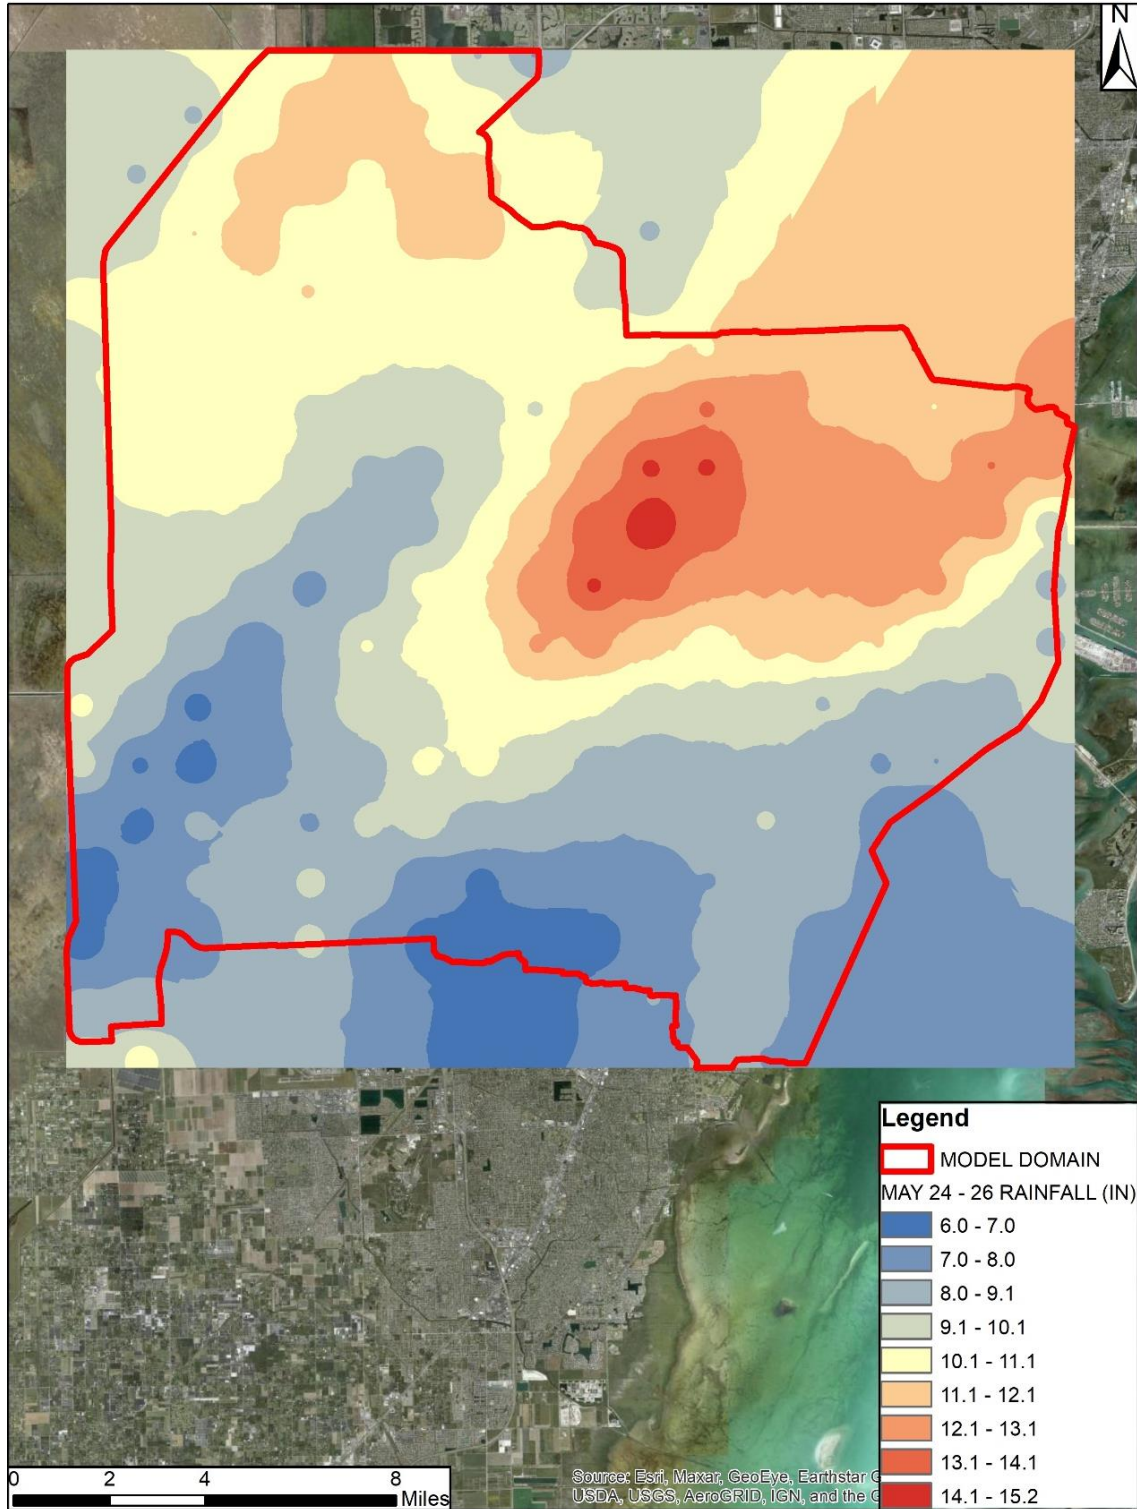 N
Legend
MODEL DOMAIN
MAY 24 - 26 RAINFALL (IN)
6.0 - 7.0
7.0 - 8.0
8.0 - 9.1
9.1 - 10.1
10.1 - 11.1
11.1 - 12.1
12.1 - 13.1
13.1 - 14.1
14.1 - 15.2
0 2 4 8
Miles
Source: Esri, Maxar, GeoEye, Earthstar G
USDA, USGS, AeroGRID, IGN, and the G